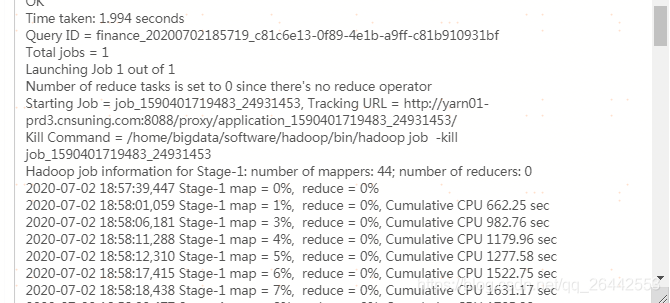 OK
Time taken: 1.994 seconds
Query ID = finance_20200702185719_c81c6e13-0f89-4e1b-a9ff-c81b910931bf
Total jobs = 1
Launching Job 1 out of 1
Number of reduce tasks is set to 0 since there's no reduce operator
Starting Job = job_1590401719483_24931453, Tracking URL = http://yarn01-
prd3.cnsuning.com:8088/proxy/application_1590401719483_24931453/
Kill Command = /home/bigdata/software/hadoop/bin/hadoop job  -kill
job_1590401719483_24931453
Hadoop job information for Stage-1: number of mappers: 44; number of reducers: 0
2020-07-02 18:57:39,447 Stage-1 map = 0%,  reduce = 0%
2020-07-02 18:58:01,059 Stage-1 map = 1%,  reduce = 0%, Cumulative CPU 662.25 sec
2020-07-02 18:58:06,181 Stage-1 map = 3%,  reduce = 0%, Cumulative CPU 982.76 sec
2020-07-02 18:58:11,288 Stage-1 map = 4%,  reduce = 0%, Cumulative CPU 1179.96 sec
2020-07-02 18:58:12,310 Stage-1 map = 5%,  reduce = 0%, Cumulative CPU 1277.58 sec
2020-07-02 18:58:17,415 Stage-1 map = 6%,  reduce = 0%, Cumulative CPU 1522.75 sec
2020-07-02 18:58:18,438 Stage-1 map = 7%,  reduce = 0%, Cumulative CPU 1631.17 sec